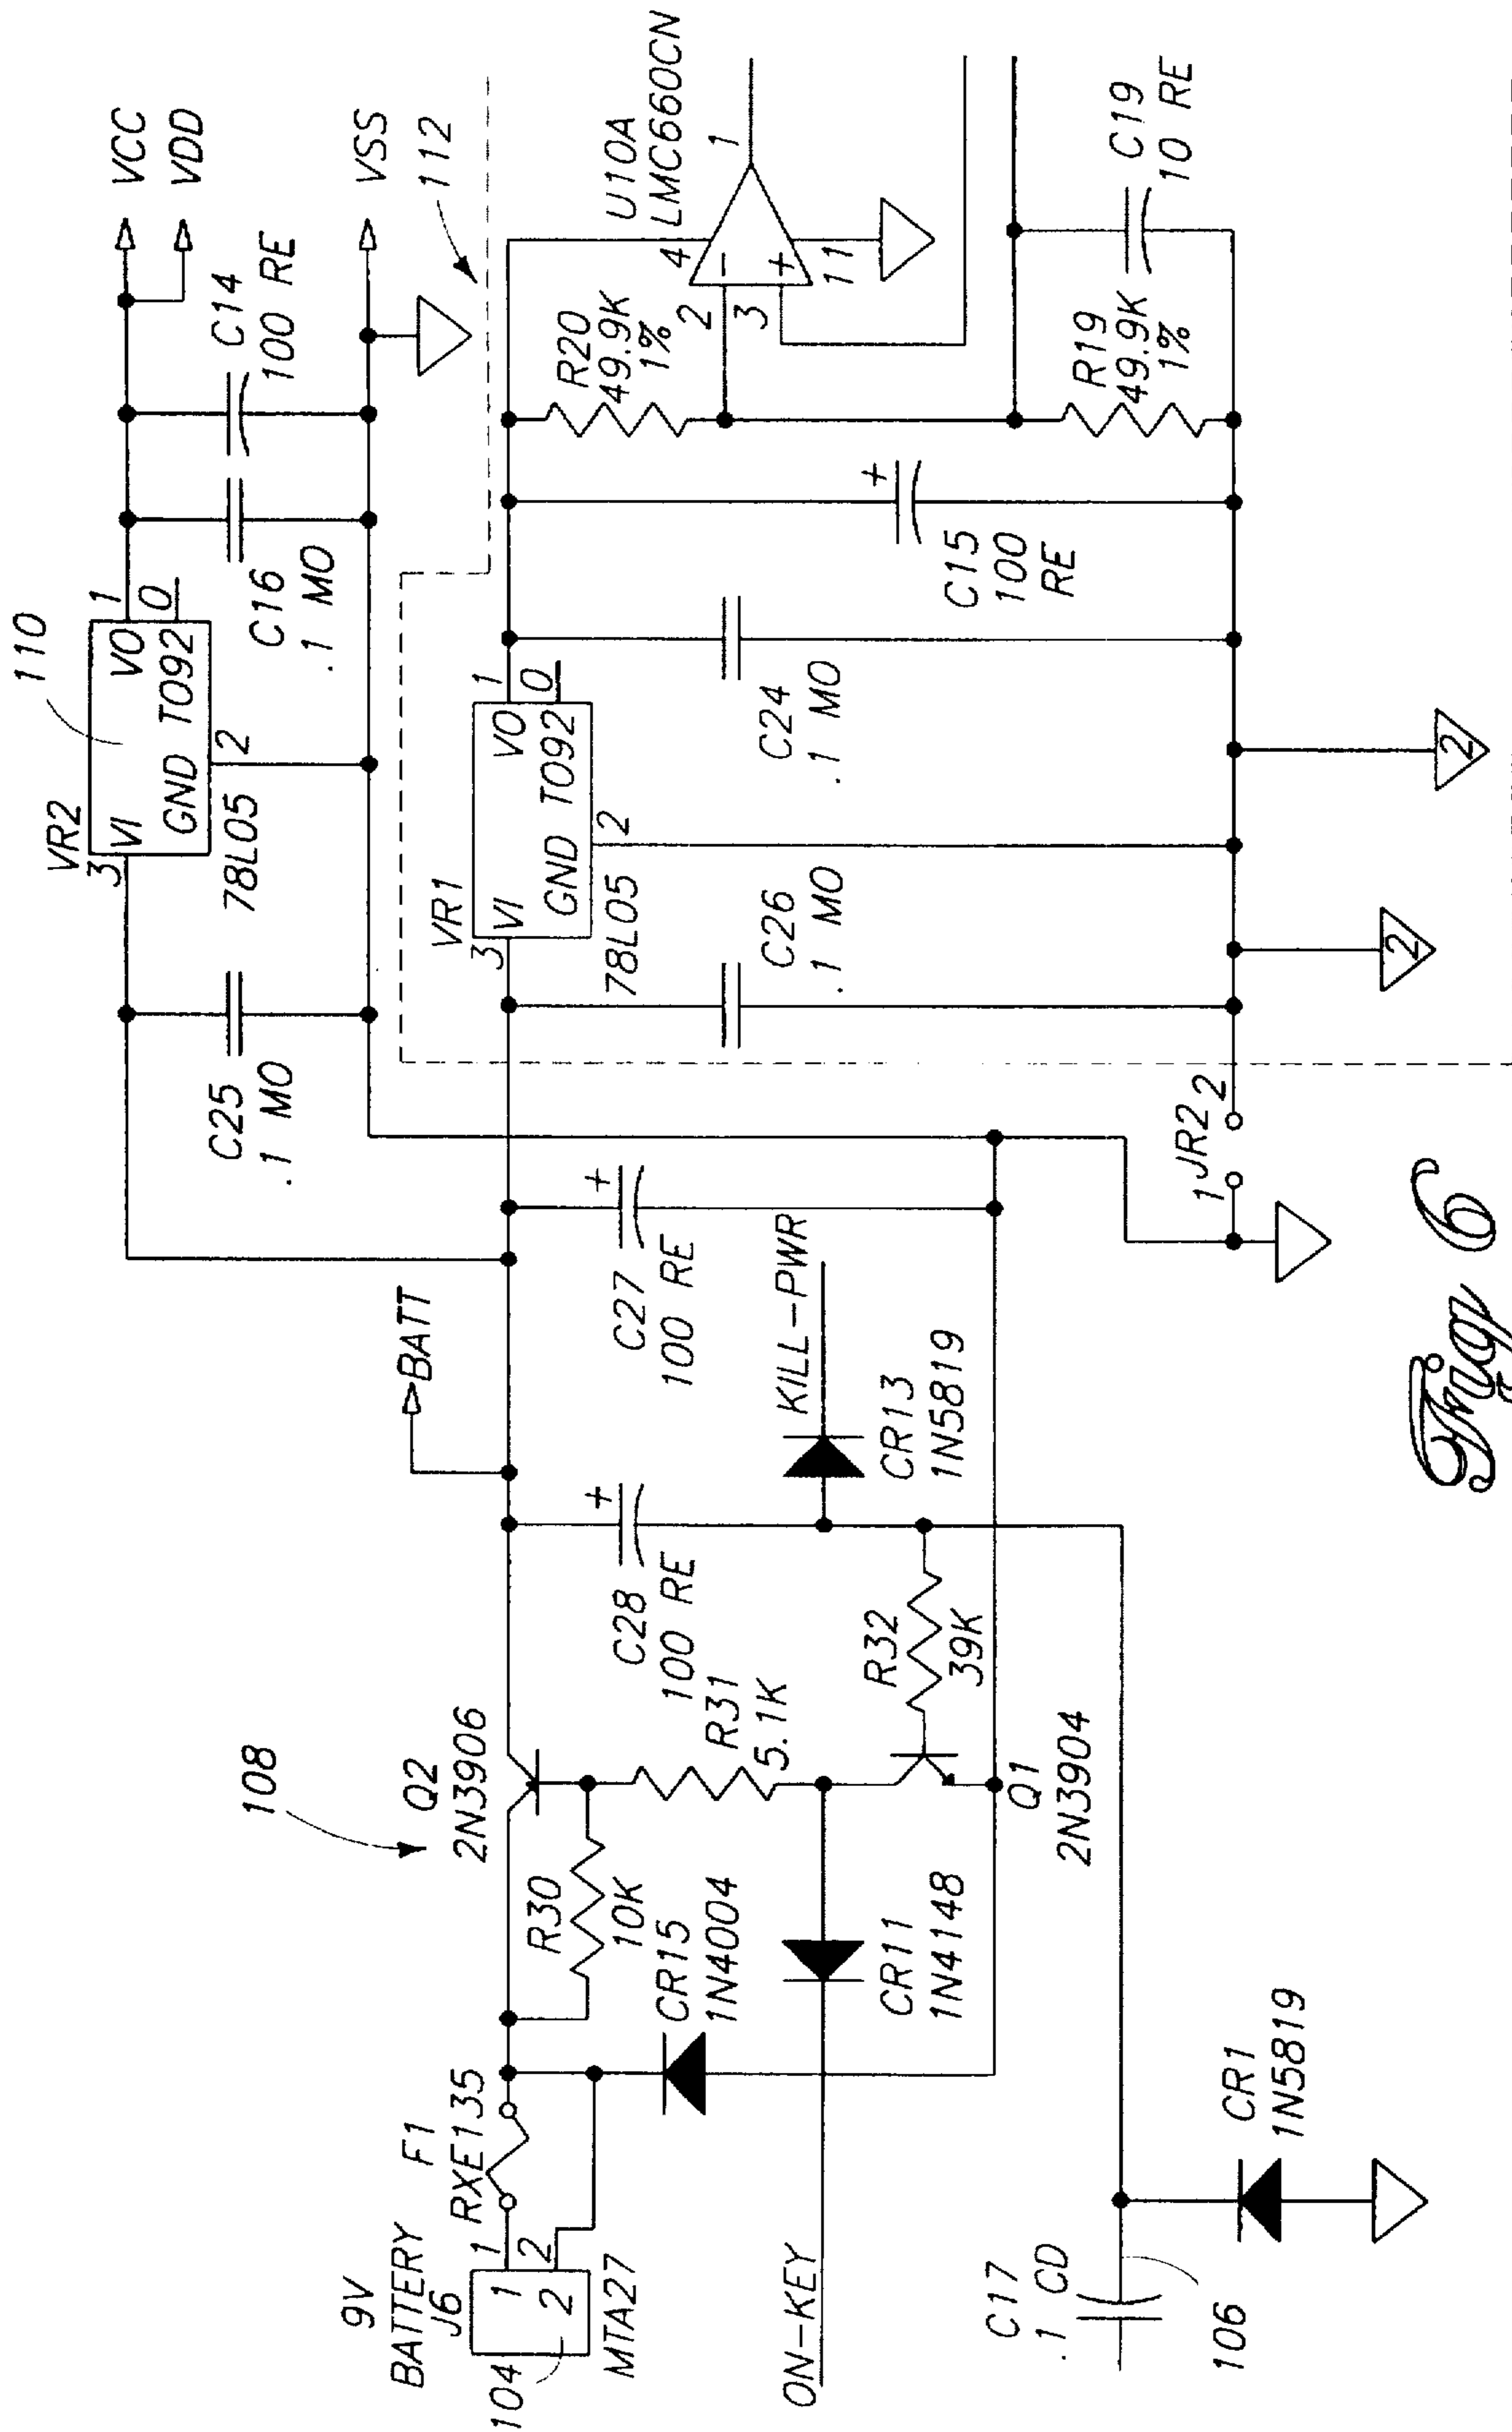 110
VR2
3
VI
VO
GND
TO92
1
0
2
78L05
C25
.1 MO
C16
.1 MO
C14
100 RE
VCC
VDD
VSS
112
108
9V
BATTERY
J6
104
1
2
1
2
MTA27
F1
RXE135
Q2
2N3906
R30
10K
CR15
1N4004
R31
5.1K
C28
+
100 RE
BATT
C27
+
100 RE
VR1
3
VI
VO
GND
TO92
1
0
2
78L05
C26
.1 MO
C24
.1 MO
C15
+
100
RE
R20
49.9K
1%
U10A
LMC660CN
4
2
3
-
+
1
11
R19
49.9K
1%
C19
10 RE
ON-KEY
CR11
1N4148
Q1
2N3904
R32
39K
KILL-PWR
CR13
1N5819
1
JR2
2
2
2
C17
.1 CD
106
CR1
1N5819
Fig 6